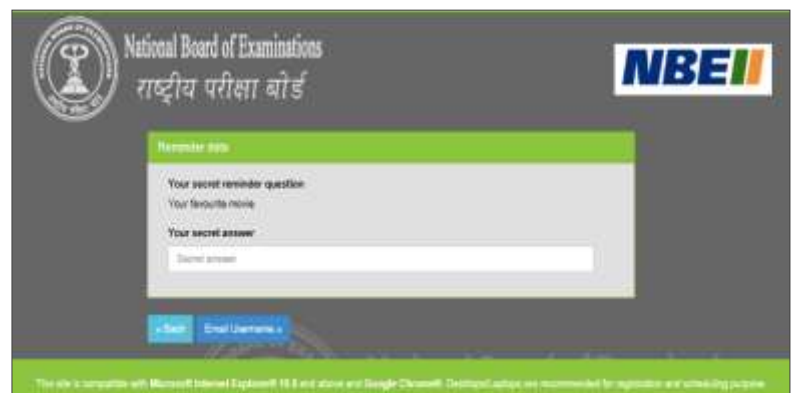 National Board of Examinations
राष्ट्रीय परीक्षा बोर्ड
NBE
Reminder data
Your secret reminder question
Your favourite movie
Your secret answer
Secret answer
« Back
Email Username »
This site is compatible with Microsoft Internet Explorer® 10.0 and above and Google Chrome®. Desktops/Laptops are recommended for registration and scheduling purpose.